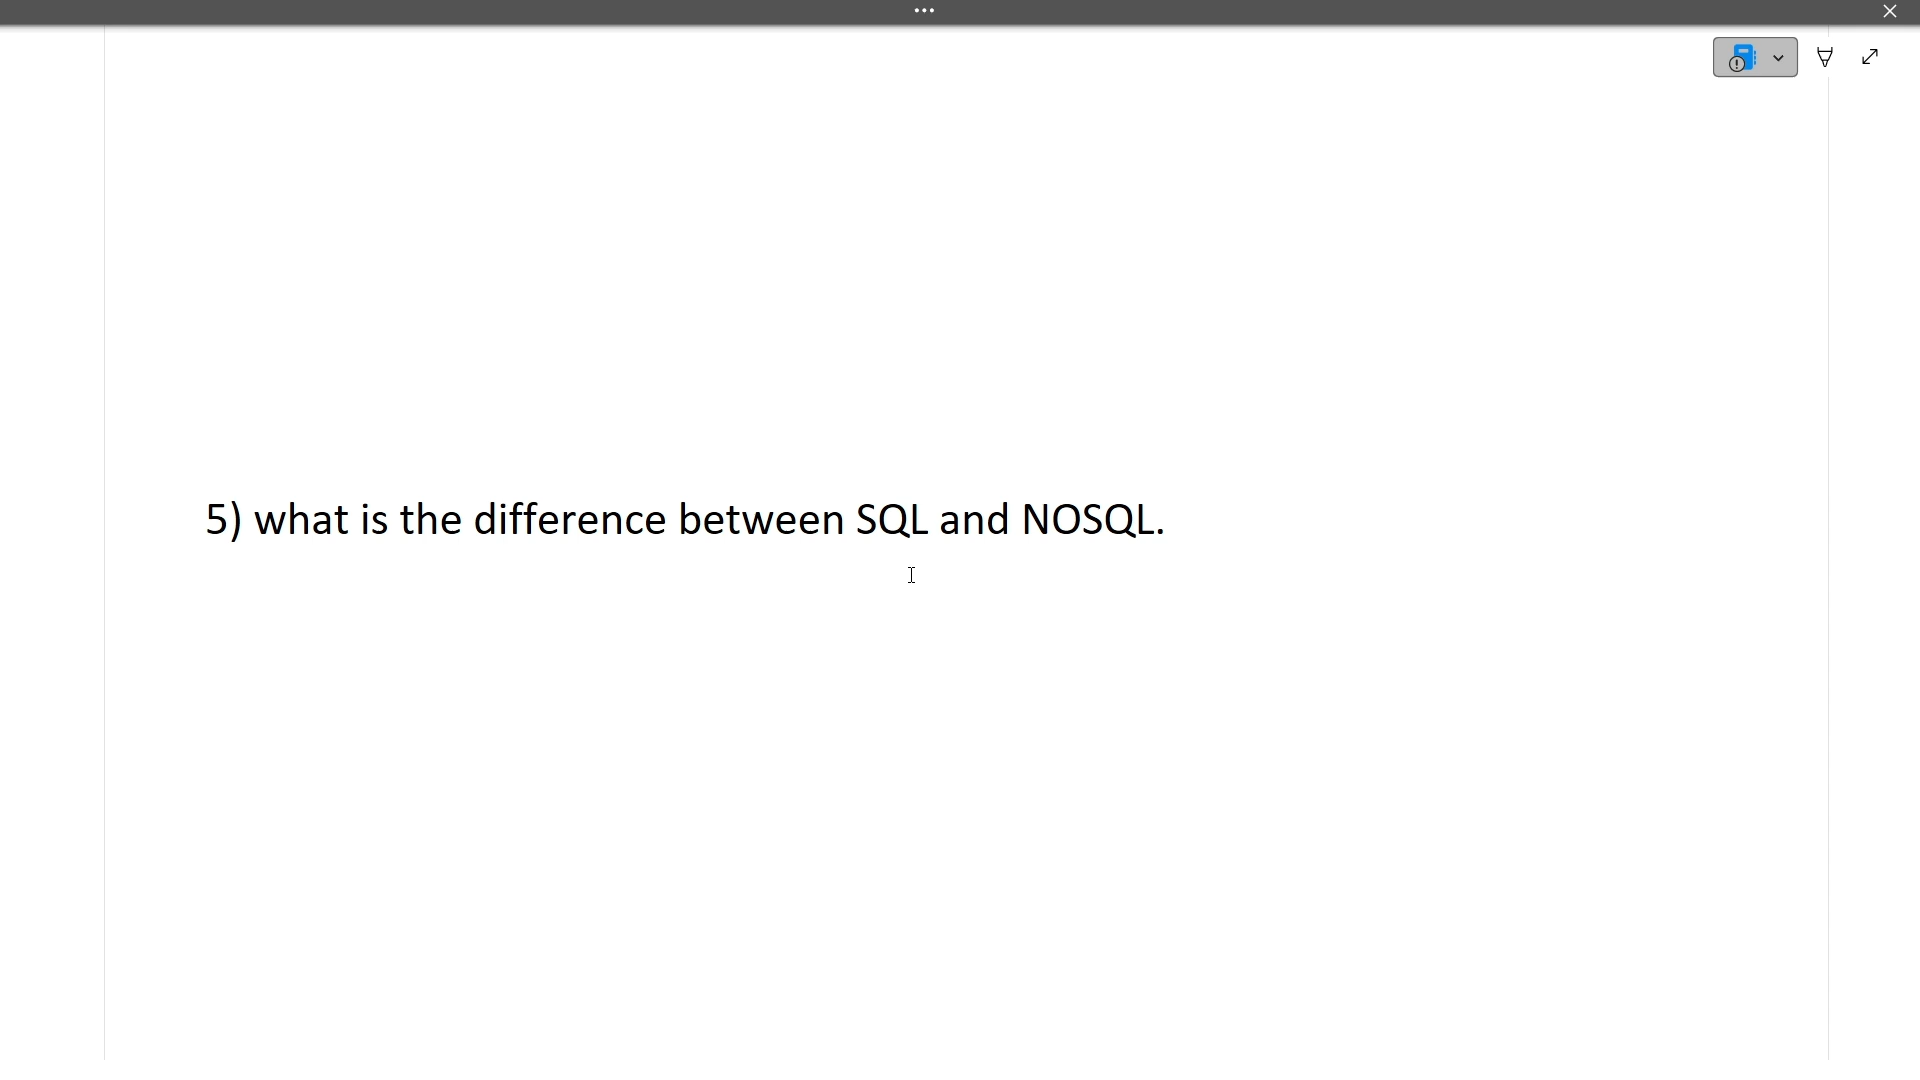 5) what is the difference between SQL and NOSQL.